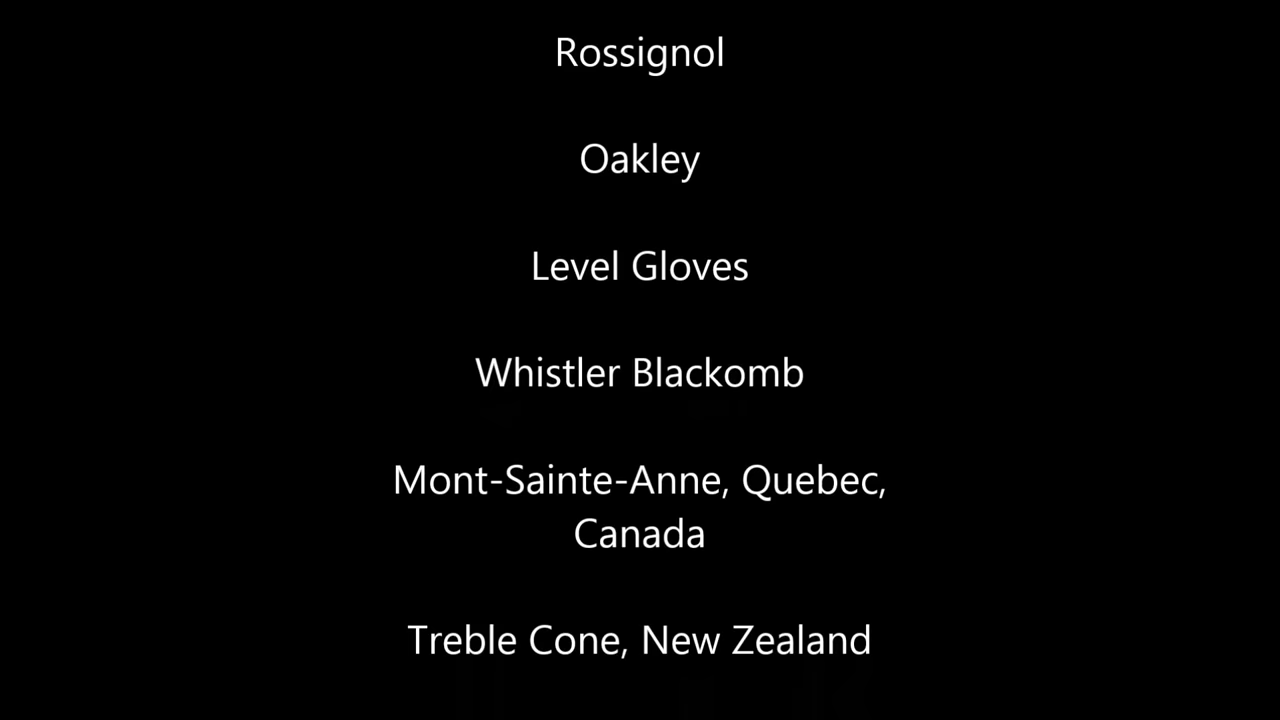 Rossignol
Oakley
Level Gloves
Whistler Blackomb
Mont-Sainte-Anne, Quebec,
Canada
Treble Cone, New Zealand